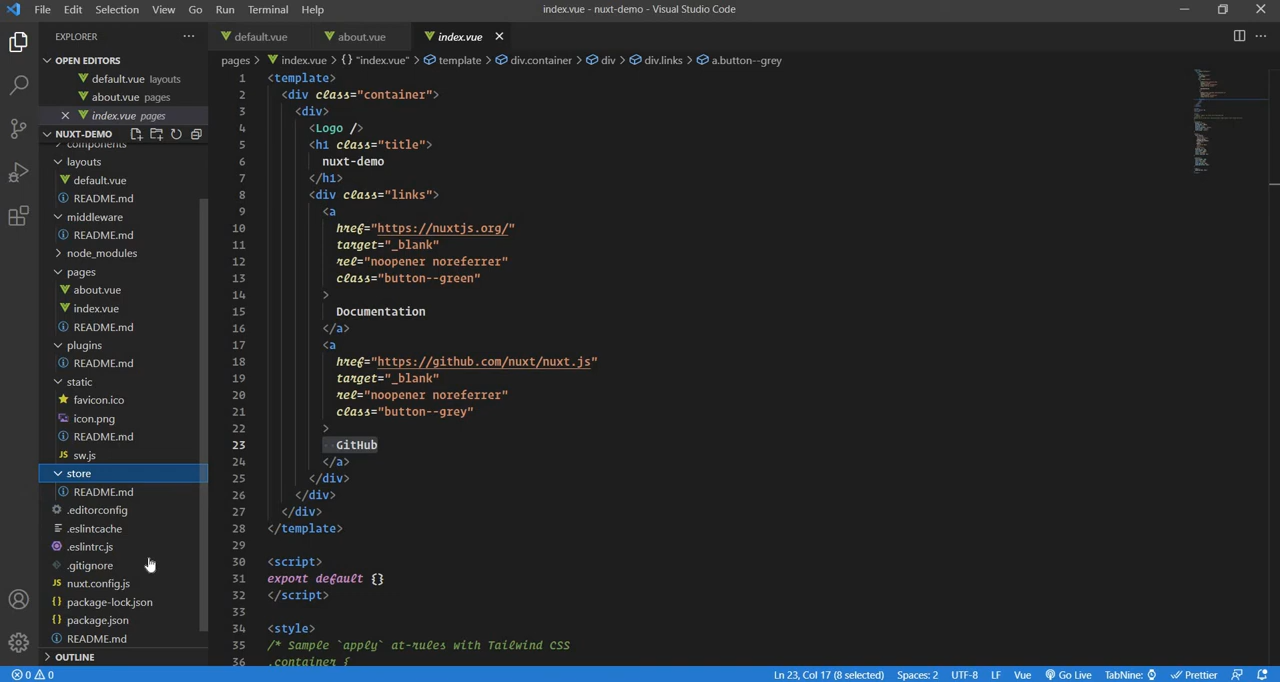 File Edit Selection View Go Run Terminal Help index.vue - nuxt-demo - Visual Studio Code
EXPLORER
OPEN EDITORS
default.vue layouts
about.vue pages
index.vue pages
NUXT-DEMO
components
layouts
default.vue
README.md
middleware
README.md
node_modules
pages
about.vue
index.vue
README.md
plugins
README.md
static
favicon.ico
icon.png
README.md
JS sw.js
store
README.md
.editorconfig
.eslintcache
.eslintrc.js
.gitignore
JS nuxt.config.js
{} package-lock.json
{} package.json
README.md
OUTLINE
default.vue about.vue index.vue
pages > index.vue > {} "index.vue" > template > div.container > div > div.links > a.button--grey
1 <template>
2 <div class="container">
3 <div>
4 <Logo />
5 <h1 class="title">
6 nuxt-demo
7 </h1>
8 <div class="links">
9 <a
10 href="https://nuxtjs.org/"
11 target="_blank"
12 rel="noopener noreferrer"
13 class="button--green"
14 >
15 Documentation
16 </a>
17 <a
18 href="https://github.com/nuxt/nuxt.js"
19 target="_blank"
20 rel="noopener noreferrer"
21 class="button--grey"
22 >
23 GitHub
24 </a>
25 </div>
26 </div>
27 </div>
28 </template>
29
30 <script>
31 export default {}
32 </script>
33
34 <style>
35 /* Sample `apply` at-rules with Tailwind CSS
36 .container {
0 0 Ln 23, Col 17 (8 selected) Spaces: 2 UTF-8 LF Vue Go Live TabNine: Prettier